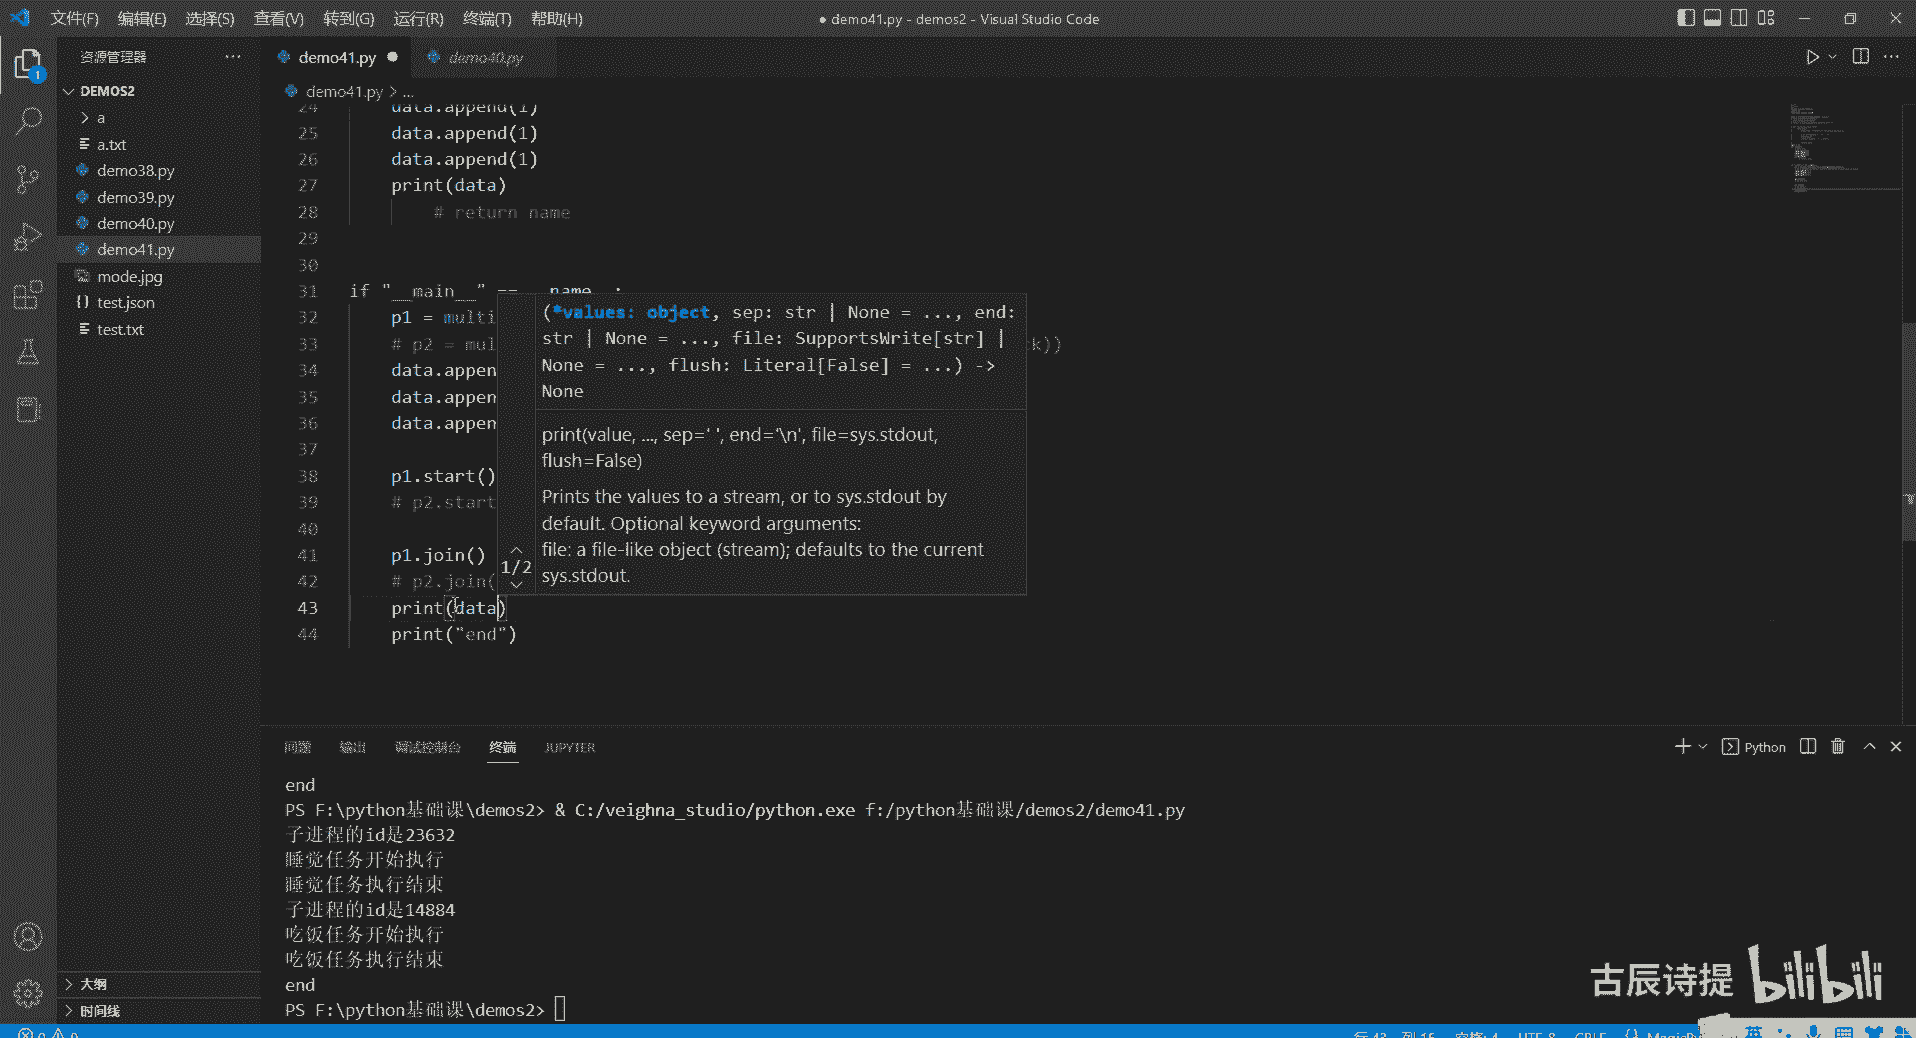 文件(F) 编辑(E) 选择(S) 查看(V) 转到(G) 运行(R) 终端(T) 帮助(H) ● demo41.py - demos2 - Visual Studio Code
资源管理器 ···
demo41.py ● demo40.py
DEMOS2
demo41.py > ...
a
a.txt
demo38.py
demo39.py
demo40.py
demo41.py
mode.jpg
test.json
test.txt
1
24 data.append(1)
25 data.append(1)
26 data.append(1)
27 print(data)
28 # return name
29
30
31 if "__main__" == __name__:
32 p1 = multi
33 # p2 = mul k))
34 data.appen
35 data.appen
36 data.appen
37
38 p1.start()
39 # p2.start
40
41 p1.join()
42 # p2.join(
43 print(data)
44 print("end")
(*values: object, sep: str | None = ..., end:
str | None = ..., file: SupportsWrite[str] |
None = ..., flush: Literal[False] = ...) ->
None
print(value, ..., sep=' ', end='\n', file=sys.stdout,
flush=False)
Prints the values to a stream, or to sys.stdout by
default. Optional keyword arguments:
file: a file-like object (stream); defaults to the current
sys.stdout.
1/2
问题 输出 调试控制台 终端 JUPYTER
Python
end
PS F:\python基础课\demos2> & C:/veighna_studio/python.exe f:/python基础课/demos2/demo41.py
子进程的id是23632
睡觉任务开始执行
睡觉任务执行结束
子进程的id是14884
吃饭任务开始执行
吃饭任务执行结束
end
PS F:\python基础课\demos2>
大纲
时间线
古辰诗提 bilibili
行 43, 列 15 空格: 4 UTF-8 CRLF
英